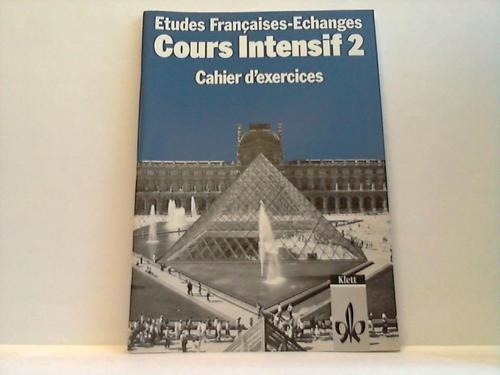 Etudes Françaises-Echanges
Cours Intensif 2
Cahier d'exercices
Klett